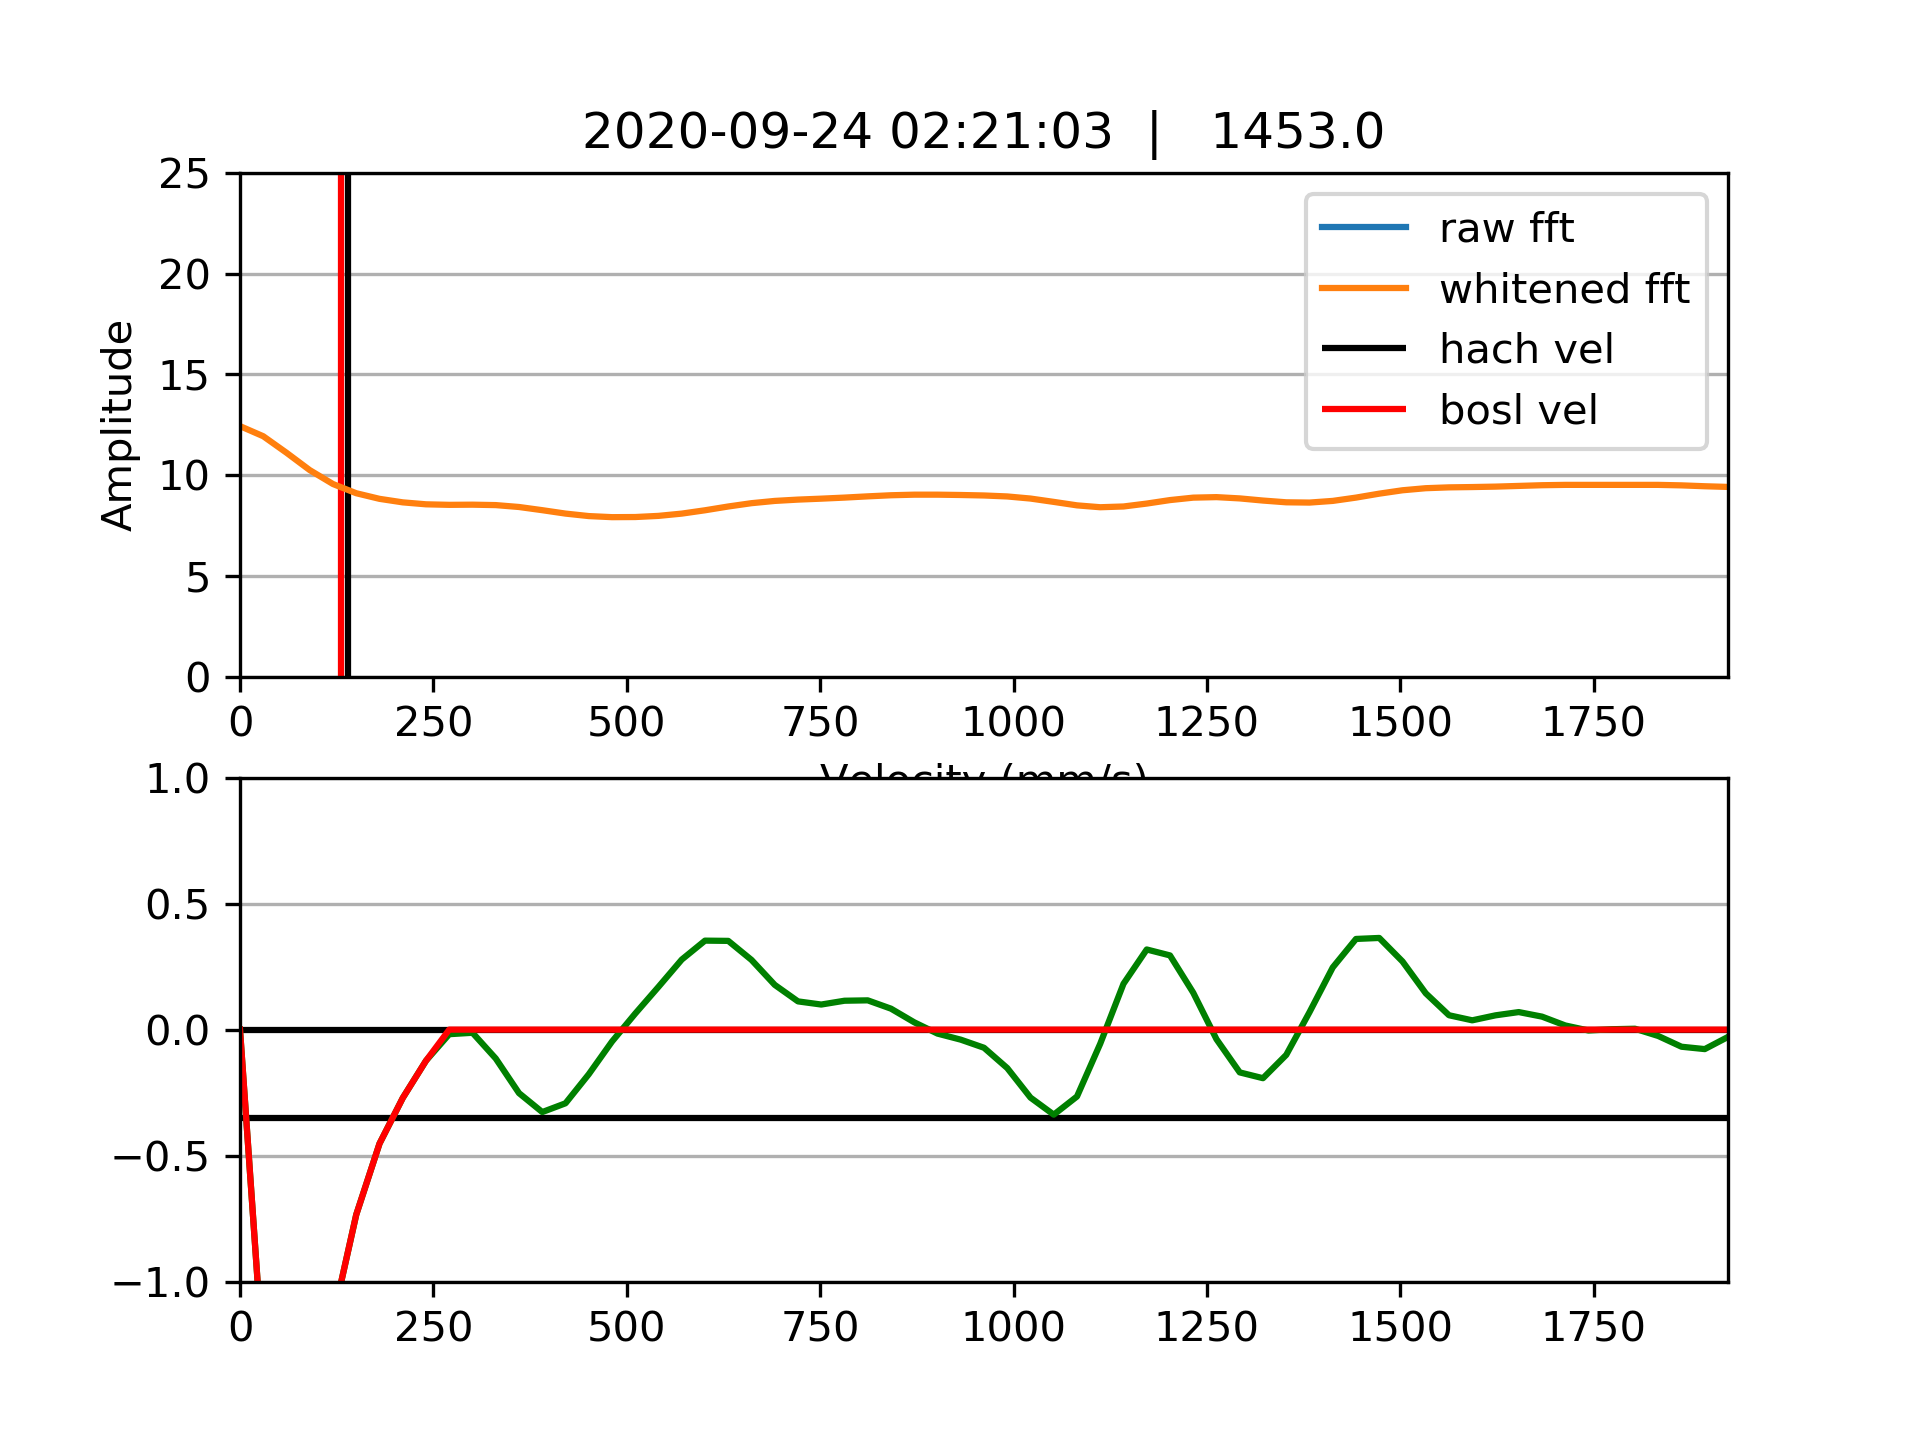 2020-09-24 02:21:03 | 1453.0
25
20
15
10
5
0
Amplitude
raw fft
whitened fft
hach vel
bosl vel
0 250 500 750 1000 1250 1500 1750
Velocity (mm/s)
1.0
0.5
0.0
−0.5
−1.0
0 250 500 750 1000 1250 1500 1750